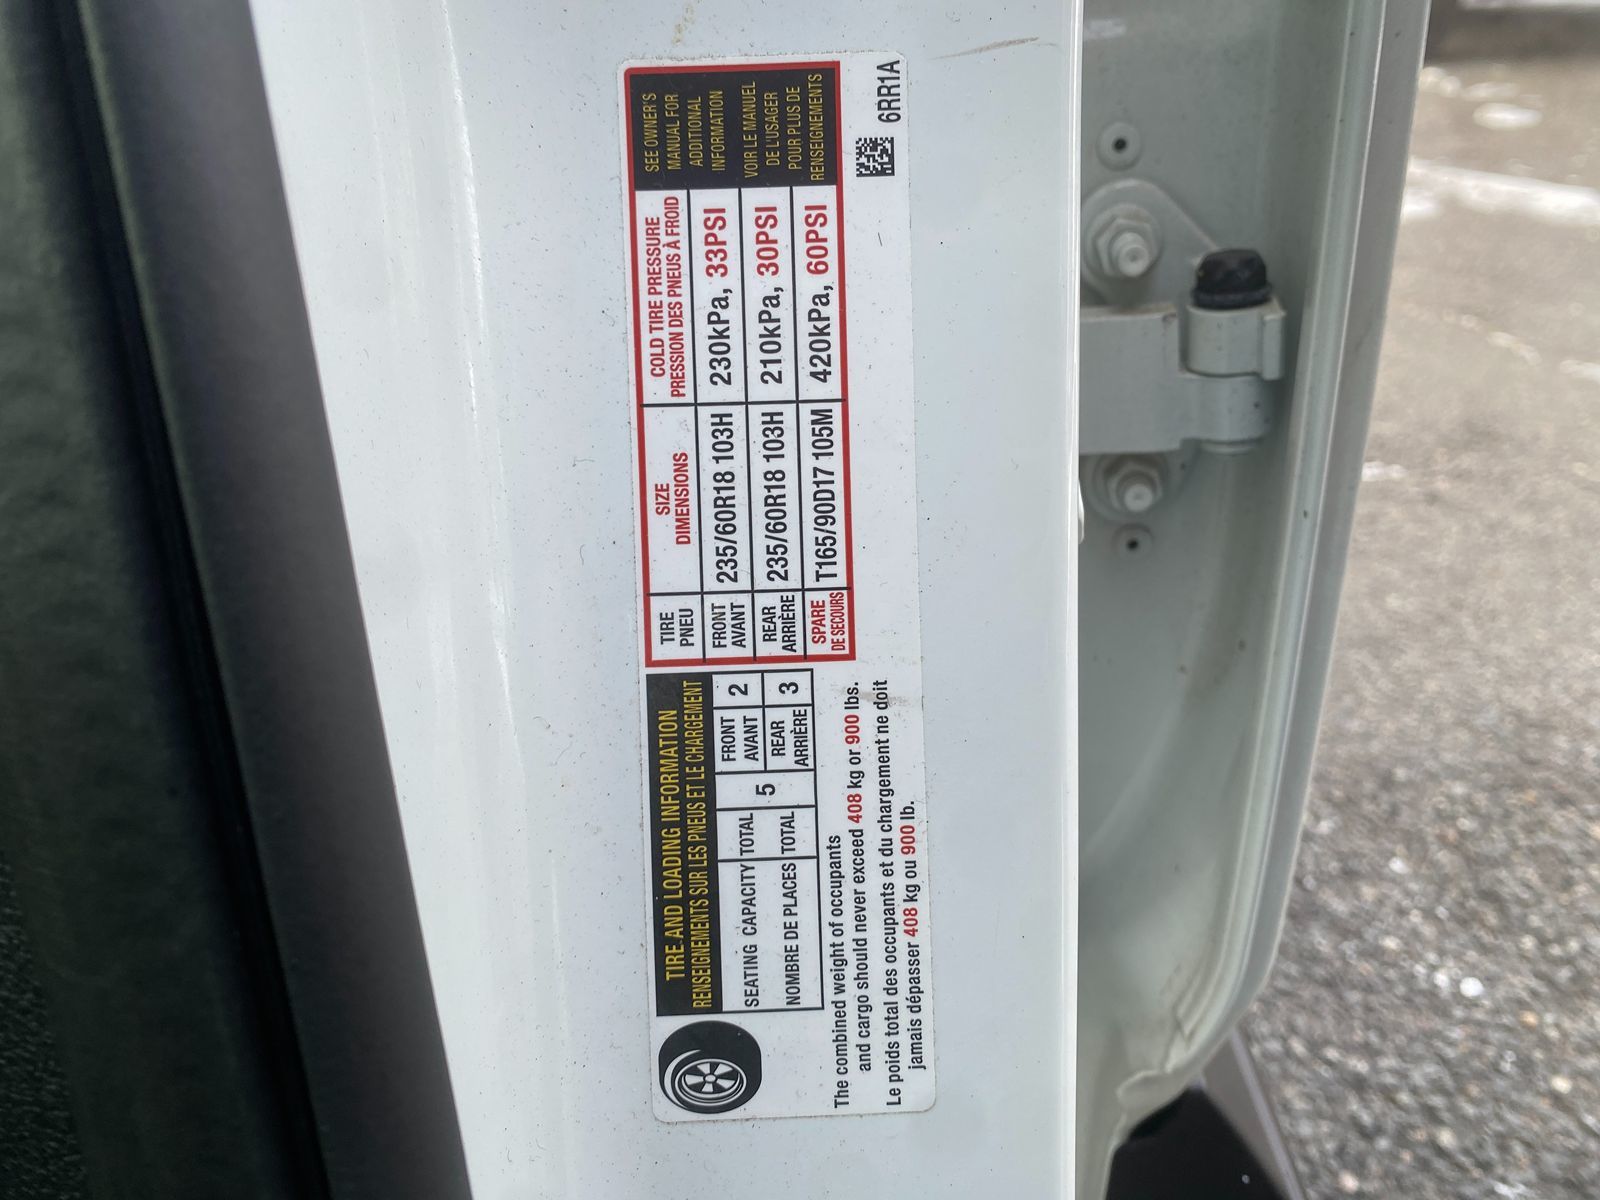 TIRE AND LOADING INFORMATION
RENSEIGNEMENTS SUR LES PNEUS ET LE CHARGEMENT
SEATING CAPACITY TOTAL 5 FRONT 2
AVANT
NOMBRE DE PLACES TOTAL REAR 3
ARRIÈRE
The combined weight of occupants
and cargo should never exceed 408 kg or 900 lbs.
Le poids total des occupants et du chargement ne doit
jamais dépasser 408 kg ou 900 lb.
TIRE SIZE COLD TIRE PRESSURE
PNEU DIMENSIONS PRESSION DES PNEUS À FROID
FRONT 235/60R18 103H 230kPa, 33PSI
AVANT
REAR 235/60R18 103H 210kPa, 30PSI
ARRIÈRE
SPARE T165/90D17 105M 420kPa, 60PSI
DE SECOURS
SEE OWNER'S
MANUAL FOR
ADDITIONAL
INFORMATION
VOIR LE MANUEL
DE L'USAGER
POUR PLUS DE
RENSEIGNEMENTS
6RR1A